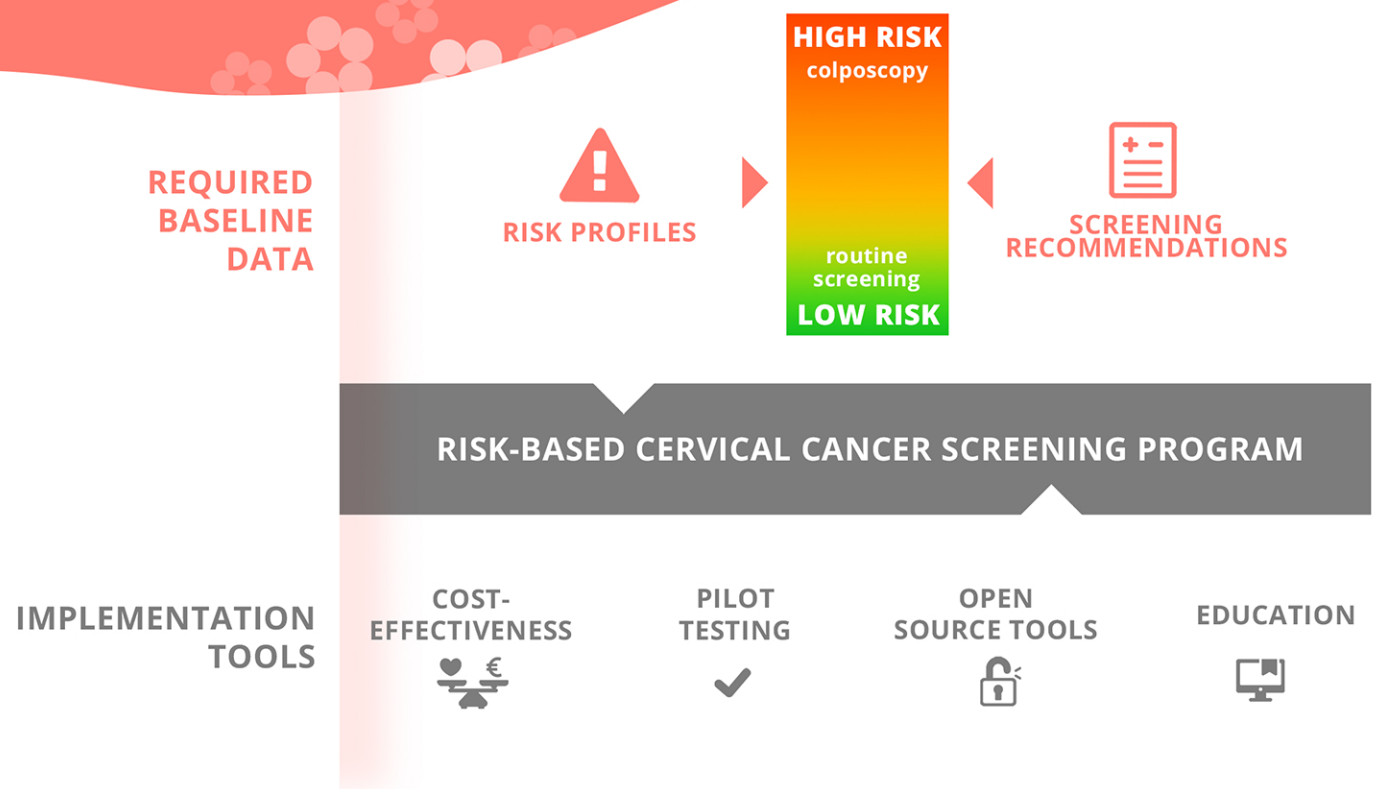 REQUIRED
BASELINE
DATA
RISK PROFILES
HIGH RISK
colposcopy
routine
screening
LOW RISK
SCREENING
RECOMMENDATIONS
RISK-BASED CERVICAL CANCER SCREENING PROGRAM
IMPLEMENTATION
TOOLS
COST-
EFFECTIVENESS
€
PILOT
TESTING
OPEN
SOURCE TOOLS
EDUCATION